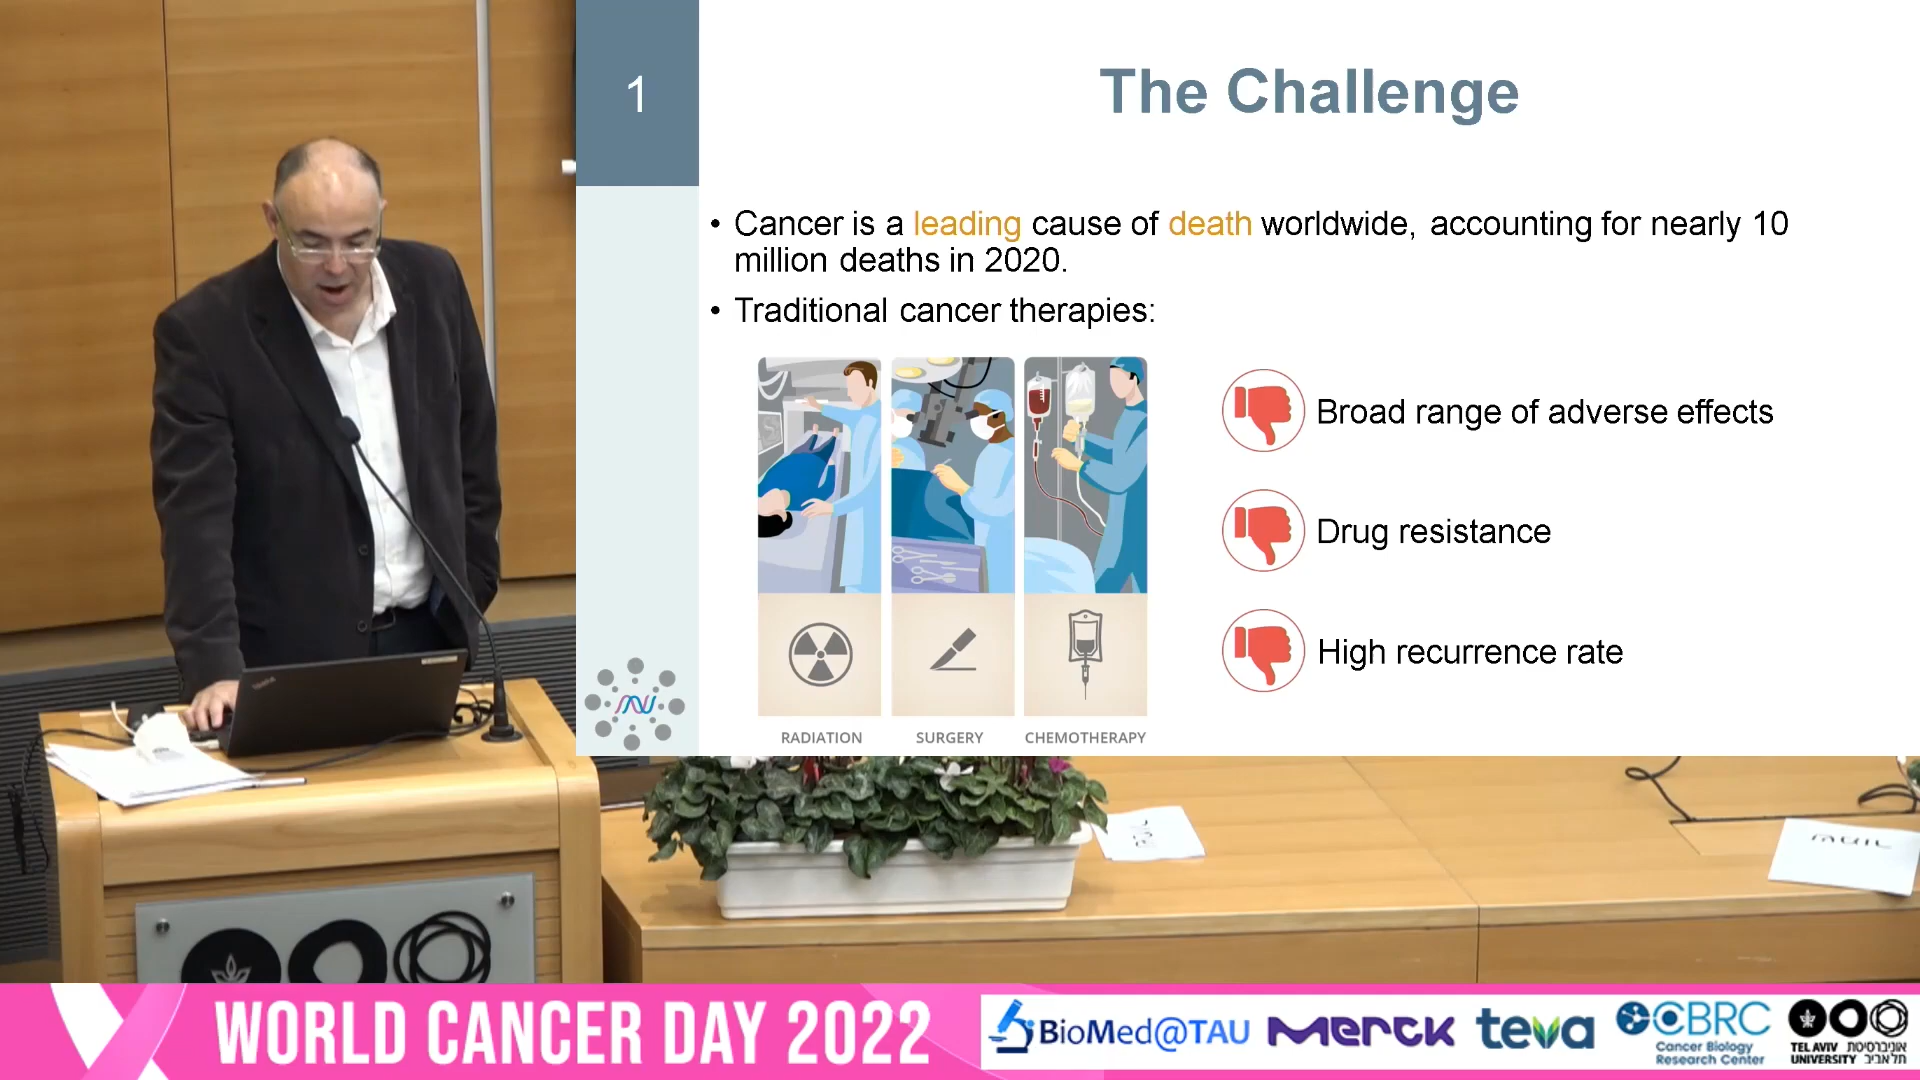 1
The Challenge
• Cancer is a leading cause of death worldwide, accounting for nearly 10
million deaths in 2020.
• Traditional cancer therapies:
Broad range of adverse effects
Drug resistance
High recurrence rate
RADIATION
SURGERY
CHEMOTHERAPY
WORLD CANCER DAY 2022
BioMed@TAU
MERCK
teva
CBRC
Cancer Biology
Research Center
TEL AVIV אוניברסיטת
UNIVERSITY תל אביב